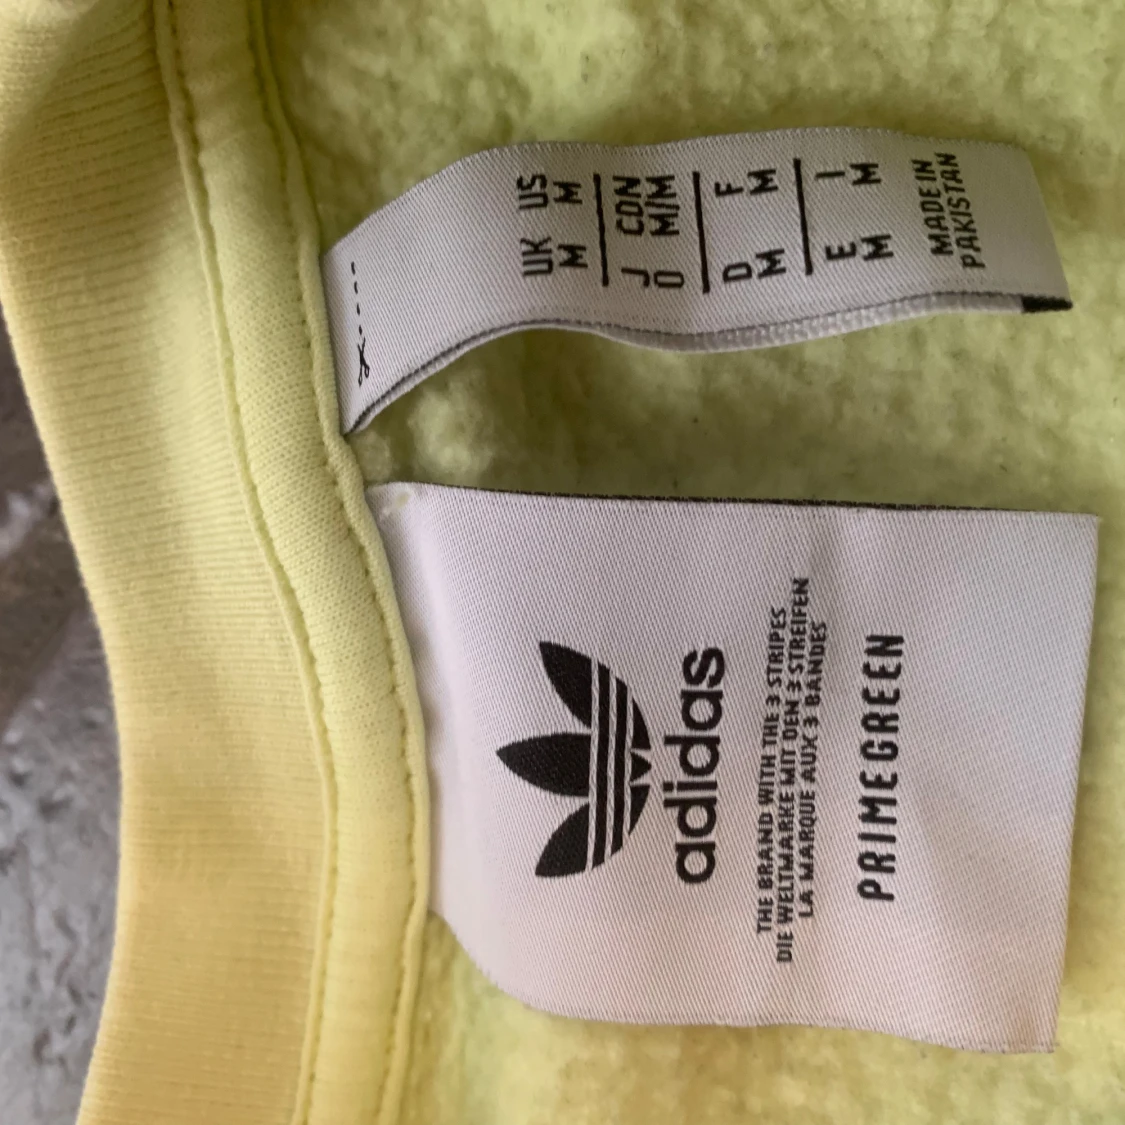 UK US
M M
J CDN
O M/M
D F
M M
E I
M M
MADE IN
PAKISTAN
adidas
THE BRAND WITH THE 3 STRIPES
DIE WELTMARKE MIT DEN 3 STREIFEN
LA MARQUE AUX 3 BANDES
PRIMEGREEN